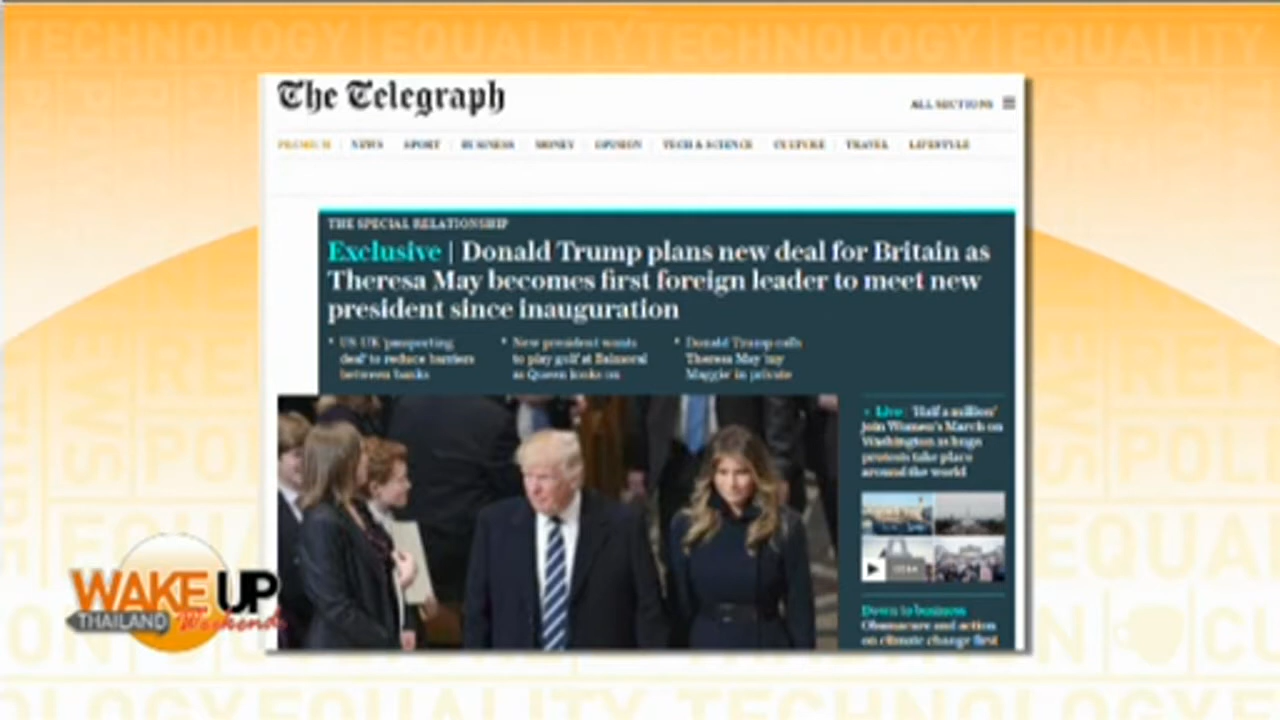 TECHNOLOGY EQUALITY TECHNOLOGY EQUALITY
The Telegraph
ALL SECTIONS
PREMIUM NEWS SPORT BUSINESS MONEY OPINION TECH & SCIENCE CULTURE TRAVEL LIFESTYLE
THE SPECIAL RELATIONSHIP
Exclusive | Donald Trump plans new deal for Britain as
Theresa May becomes first foreign leader to meet new
president since inauguration
US-UK 'passporting
deal' to reduce barriers
between banks
New president wants
to play golf at Balmoral
as Queen looks on
Donald Trump calls
Theresa May 'my
Maggie' in private
Live | 'Half a million'
join Women's March on
Washington as huge
protests take place
around the world
Down to business
Obamacare and action
on climate change first
WAKE UP
THAILAND Weekend
EQUALITY TECHNOLOGY